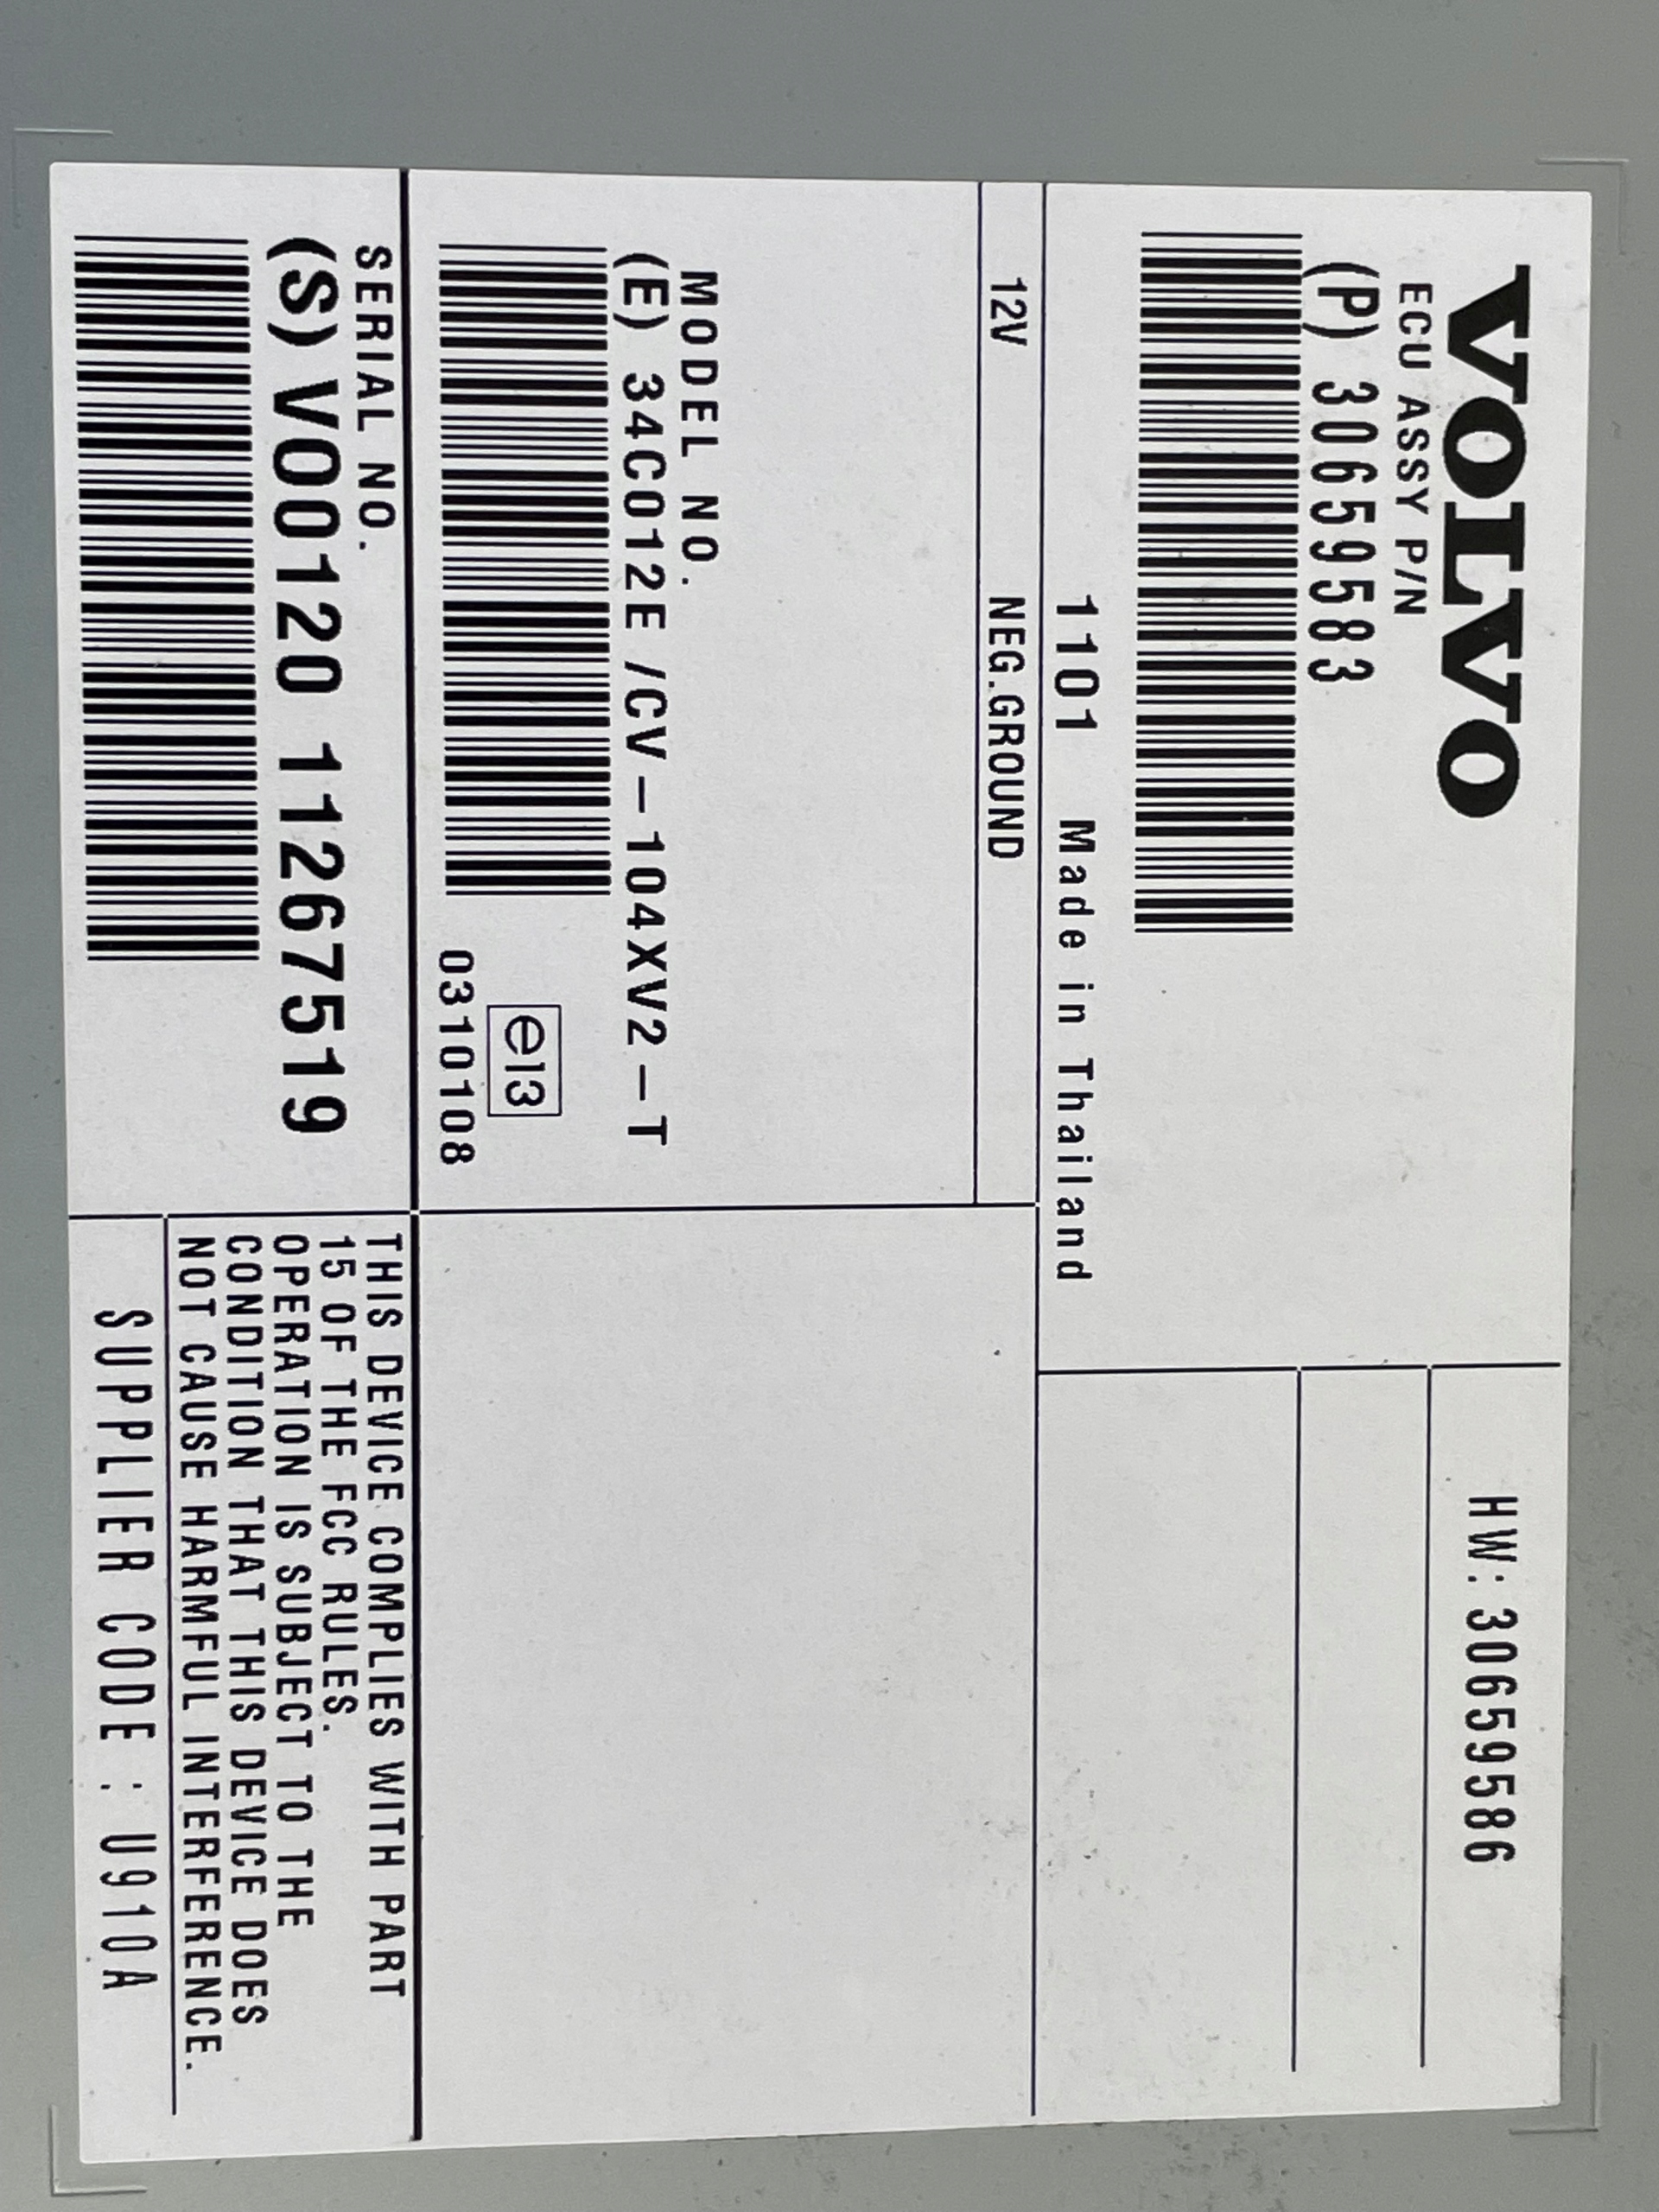 VOLVO
ECU ASSY P/N
(P) 30659583
HW: 30659586
1101 Made in Thailand
12V NEG.GROUND
MODEL NO.
(E) 34C012E /CV-104XV2-T
e13
0310108
SERIAL NO.
(S) V00120 11267519
THIS DEVICE COMPLIES WITH PART
15 OF THE FCC RULES.
OPERATION IS SUBJECT TO THE
CONDITION THAT THIS DEVICE DOES
NOT CAUSE HARMFUL INTERFERENCE.
SUPPLIER CODE : U910A